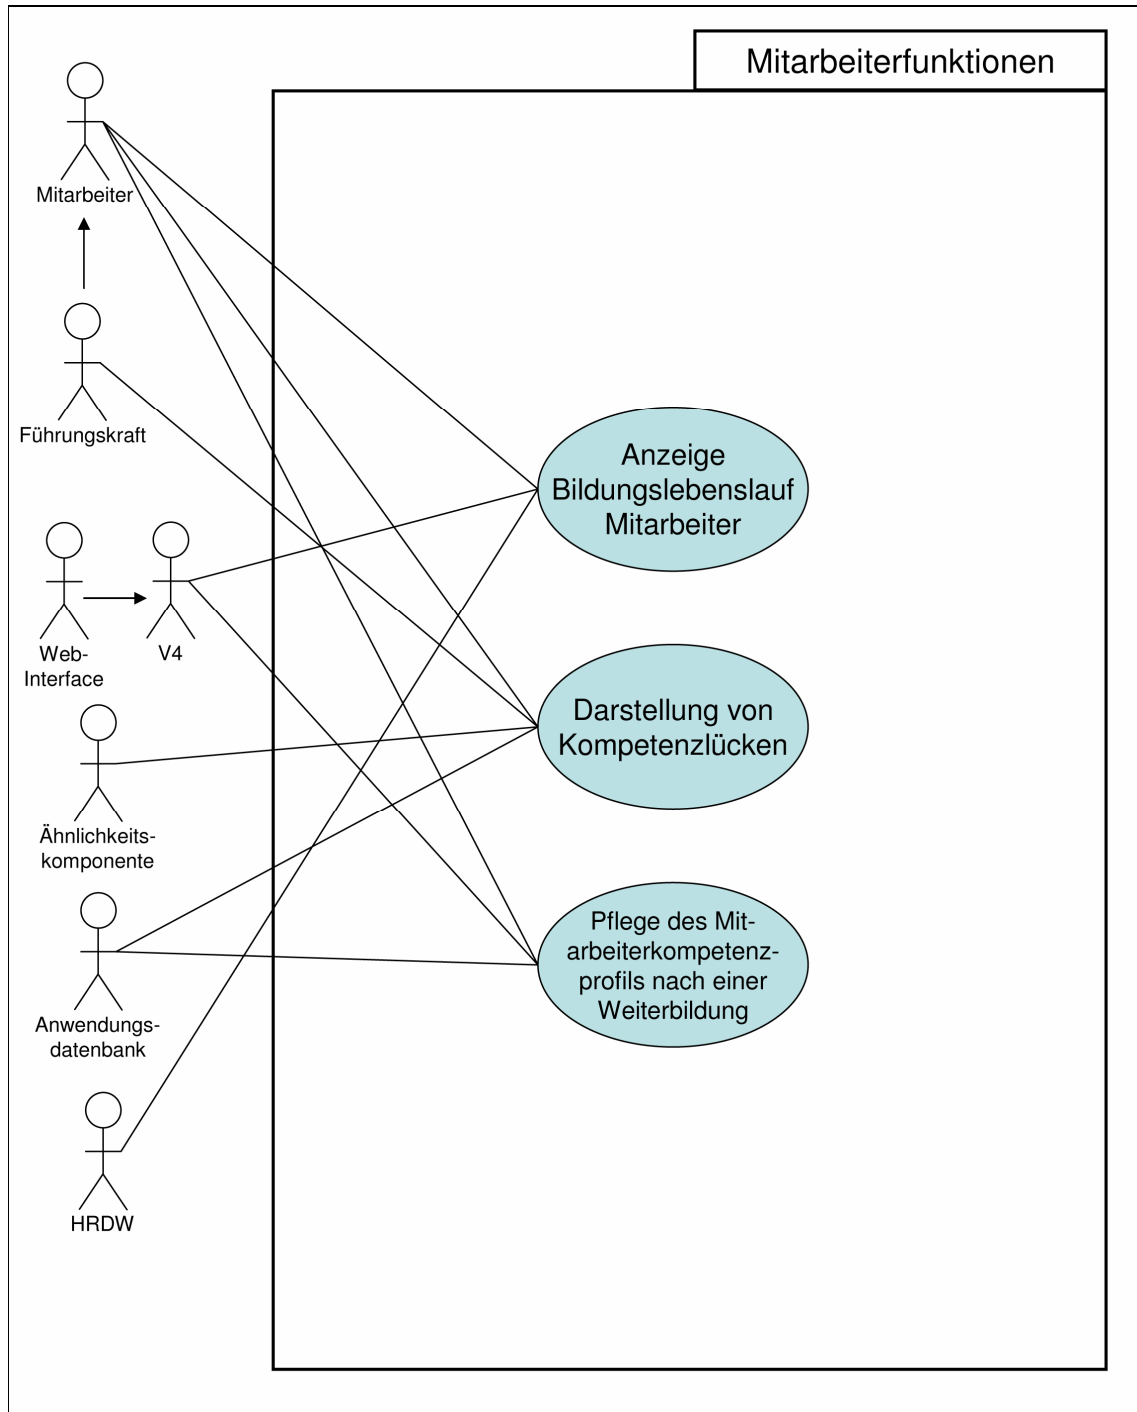 Mitarbeiterfunktionen
Mitarbeiter
Führungskraft
Web-
Interface
V4
Ähnlichkeits-
komponente
Anwendungs-
datenbank
HRDW
Anzeige
Bildungslebenslauf
Mitarbeiter
Darstellung von
Kompetenzlücken
Pflege des Mit-
arbeiterkompetenz-
profils nach einer
Weiterbildung